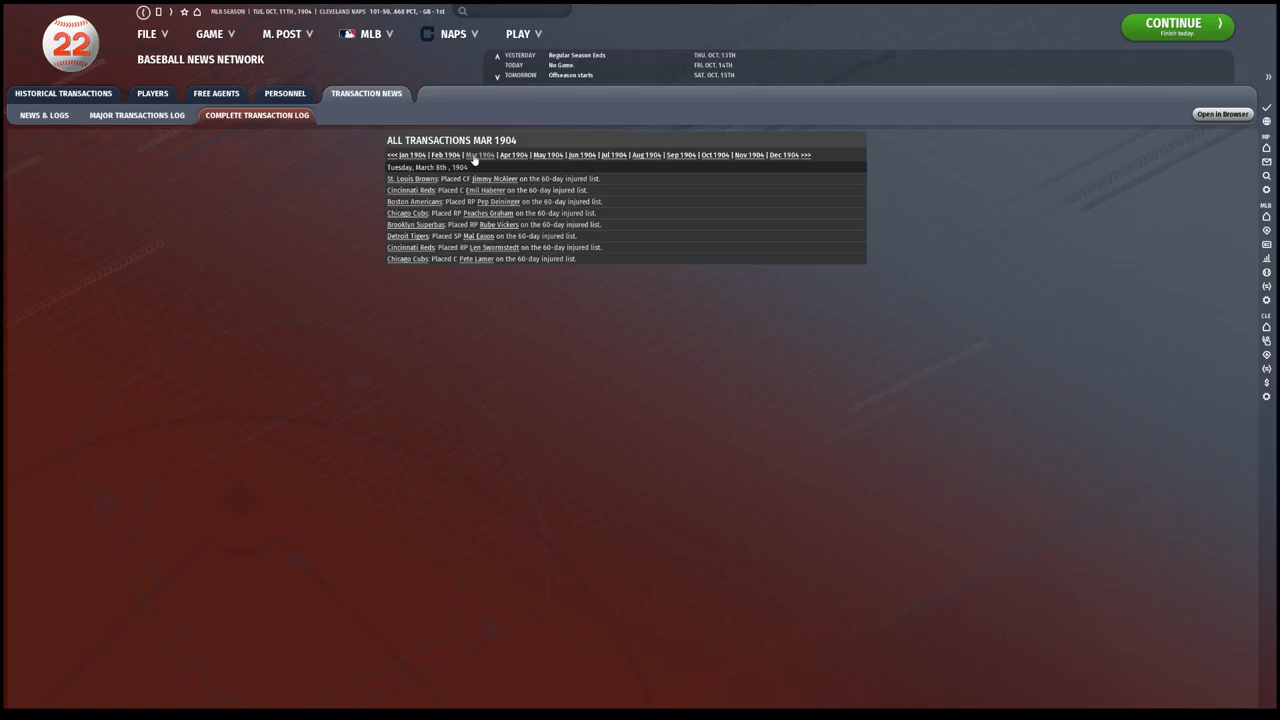 MLB SEASON | TUE. OCT. 11TH , 1904 | CLEVELAND NAPS 101-50, .668 PCT, - GB - 1st
22
FILE GAME M. POST MLB NAPS PLAY
CONTINUE
Finish today
BASEBALL NEWS NETWORK
YESTERDAY Regular Season Ends THU. OCT. 13TH
TODAY No Game. FRI. OCT. 14TH
TOMORROW Offseason starts SAT. OCT. 15TH
HISTORICAL TRANSACTIONS PLAYERS FREE AGENTS PERSONNEL TRANSACTION NEWS
NEWS & LOGS MAJOR TRANSACTIONS LOG COMPLETE TRANSACTION LOG Open in Browser
ALL TRANSACTIONS MAR 1904
<<< Jan 1904 | Feb 1904 | Mar 1904 | Apr 1904 | May 1904 | Jun 1904 | Jul 1904 | Aug 1904 | Sep 1904 | Oct 1904 | Nov 1904 | Dec 1904 >>>
Tuesday, March 8th , 1904
St. Louis Browns: Placed CF Jimmy McAleer on the 60-day injured list.
Cincinnati Reds: Placed C Emil Haberer on the 60-day injured list.
Boston Americans: Placed RP Pep Deininger on the 60-day injured list.
Chicago Cubs: Placed RP Peaches Graham on the 60-day injured list.
Brooklyn Superbas: Placed RP Rube Vickers on the 60-day injured list.
Detroit Tigers: Placed SP Mal Eason on the 60-day injured list.
Cincinnati Reds: Placed RP Len Swormstedt on the 60-day injured list.
Chicago Cubs: Placed C Pete Lamer on the 60-day injured list.
MP
MLB
CLE